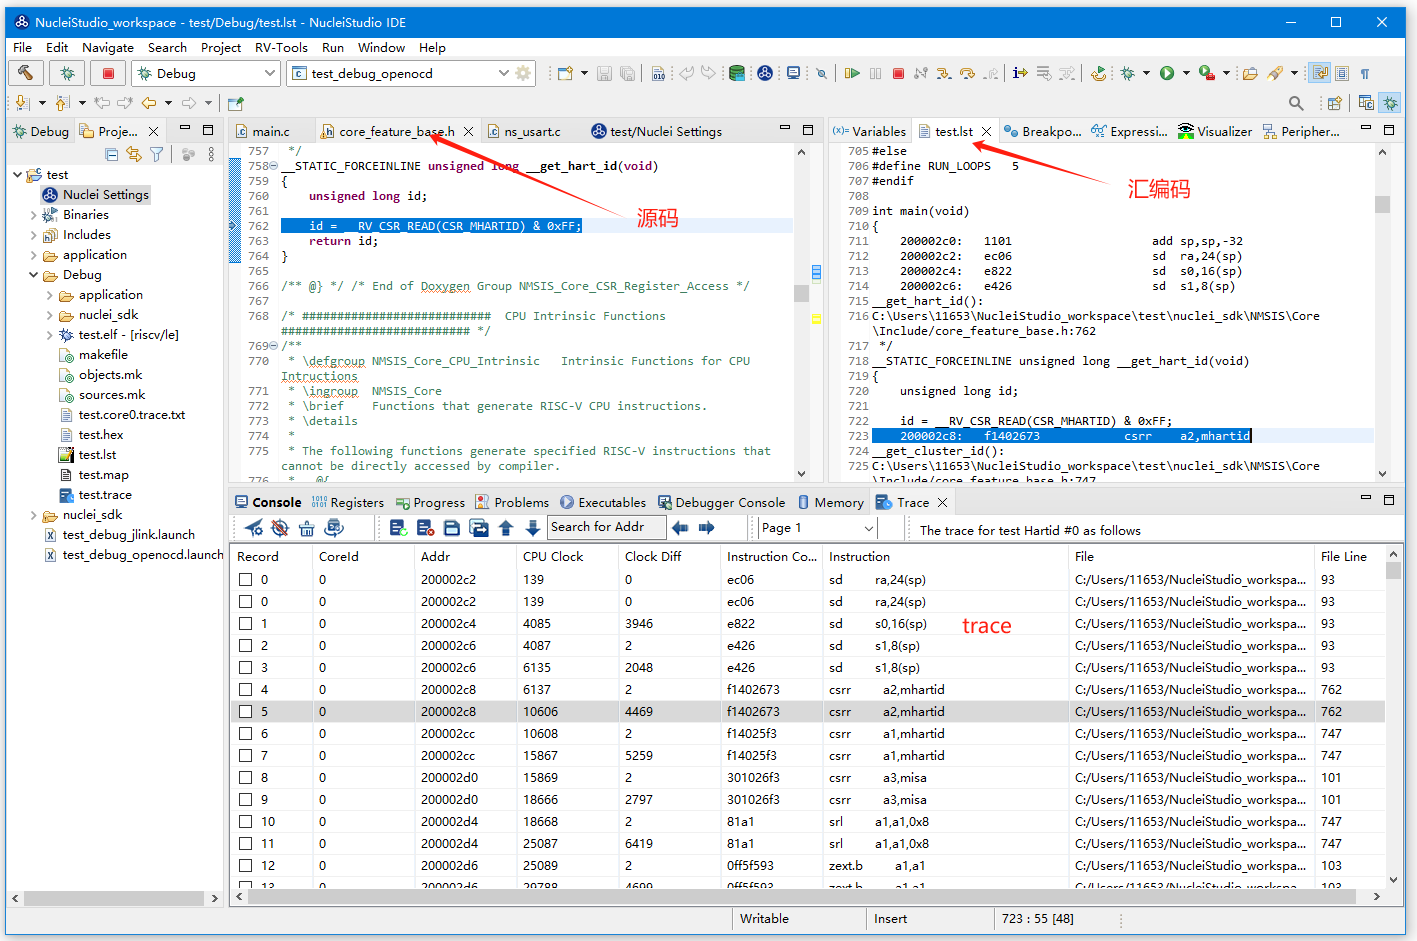 NucleiStudio_workspace - test/Debug/test.lst - NucleiStudio IDE
File Edit Navigate Search Project RV-Tools Run Window Help
Debug
test_debug_openocd
Debug
Proje...
test
Nuclei Settings
Binaries
Includes
application
Debug
application
nuclei_sdk
test.elf - [riscv/le]
makefile
objects.mk
sources.mk
test.core0.trace.txt
test.hex
test.lst
test.map
test.trace
nuclei_sdk
test_debug_jlink.launch
test_debug_openocd.launch
main.c
core_feature_base.h
ns_usart.c
test/Nuclei Settings
757 */
758 __STATIC_FORCEINLINE unsigned long __get_hart_id(void)
759 {
760 unsigned long id;
761
762 id = __RV_CSR_READ(CSR_MHARTID) & 0xFF;
763 return id;
764 }
765
766 /** @} */ /* End of Doxygen Group NMSIS_Core_CSR_Register_Access */
767
768 /* ########################## CPU Intrinsic Functions
########################## */
769 /**
770 * \defgroup NMSIS_Core_CPU_Intrinsic Intrinsic Functions for CPU
Intructions
771 * \ingroup NMSIS_Core
772 * \brief Functions that generate RISC-V CPU instructions.
773 * \details
774 *
775 * The following functions generate specified RISC-V instructions that
cannot be directly accessed by compiler.
776 * @{
源码
Variables
test.lst
Breakpo...
Expressi...
Visualizer
Peripher...
705 #else
706 #define RUN_LOOPS 5
707 #endif
708
709 int main(void)
710 {
711 200002c0: 1101 add sp,sp,-32
712 200002c2: ec06 sd ra,24(sp)
713 200002c4: e822 sd s0,16(sp)
714 200002c6: e426 sd s1,8(sp)
715 __get_hart_id():
716 C:\Users\11653\NucleiStudio_workspace\test\nuclei_sdk\NMSIS\Core
\Include/core_feature_base.h:762
717 */
718 __STATIC_FORCEINLINE unsigned long __get_hart_id(void)
719 {
720 unsigned long id;
721
722 id = __RV_CSR_READ(CSR_MHARTID) & 0xFF;
723 200002c8: f1402673 csrr a2,mhartid
724 __get_cluster_id():
725 C:\Users\11653\NucleiStudio_workspace\test\nuclei_sdk\NMSIS\Core
\Include/core_feature_base.h:747
汇编码
Console
Registers
Progress
Problems
Executables
Debugger Console
Memory
Trace
Search for Addr
Page 1
The trace for test Hartid #0 as follows
Record CoreId Addr CPU Clock Clock Diff Instruction Co... Instruction File File Line
0 0 200002c2 139 0 ec06 sd ra,24(sp) C:/Users/11653/NucleiStudio_workspa... 93
0 0 200002c2 139 0 ec06 sd ra,24(sp) C:/Users/11653/NucleiStudio_workspa... 93
1 0 200002c4 4085 3946 e822 sd s0,16(sp) C:/Users/11653/NucleiStudio_workspa... 93
trace
2 0 200002c6 4087 2 e426 sd s1,8(sp) C:/Users/11653/NucleiStudio_workspa... 93
3 0 200002c6 6135 2048 e426 sd s1,8(sp) C:/Users/11653/NucleiStudio_workspa... 93
4 0 200002c8 6137 2 f1402673 csrr a2,mhartid C:/Users/11653/NucleiStudio_workspa... 762
5 0 200002c8 10606 4469 f1402673 csrr a2,mhartid C:/Users/11653/NucleiStudio_workspa... 762
6 0 200002cc 10608 2 f14025f3 csrr a1,mhartid C:/Users/11653/NucleiStudio_workspa... 747
7 0 200002cc 15867 5259 f14025f3 csrr a1,mhartid C:/Users/11653/NucleiStudio_workspa... 747
8 0 200002d0 15869 2 301026f3 csrr a3,misa C:/Users/11653/NucleiStudio_workspa... 101
9 0 200002d0 18666 2797 301026f3 csrr a3,misa C:/Users/11653/NucleiStudio_workspa... 101
10 0 200002d4 18668 2 81a1 srl a1,a1,0x8 C:/Users/11653/NucleiStudio_workspa... 747
11 0 200002d4 25087 6419 81a1 srl a1,a1,0x8 C:/Users/11653/NucleiStudio_workspa... 747
12 0 200002d6 25089 2 0ff5f593 zext.b a1,a1 C:/Users/11653/NucleiStudio_workspa... 103
13 0 200002d6 29788 4699 0ff5f593 zext.b a1,a1 C:/Users/11653/NucleiStudio_workspa... 103
Writable
Insert
723 : 55 [48]